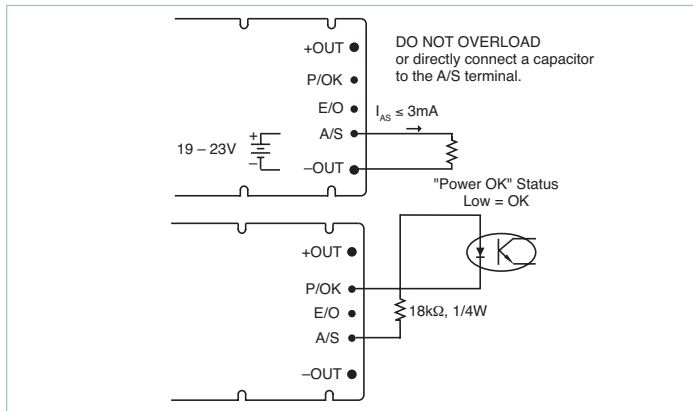 +OUT
DO NOT OVERLOAD
or directly connect a capacitor
to the A/S terminal.
P/OK
E/O
I_AS ≤ 3mA
A/S
19 – 23V
+
–
–OUT
"Power OK" Status
Low = OK
+OUT
P/OK
E/O
18kΩ, 1/4W
A/S
–OUT